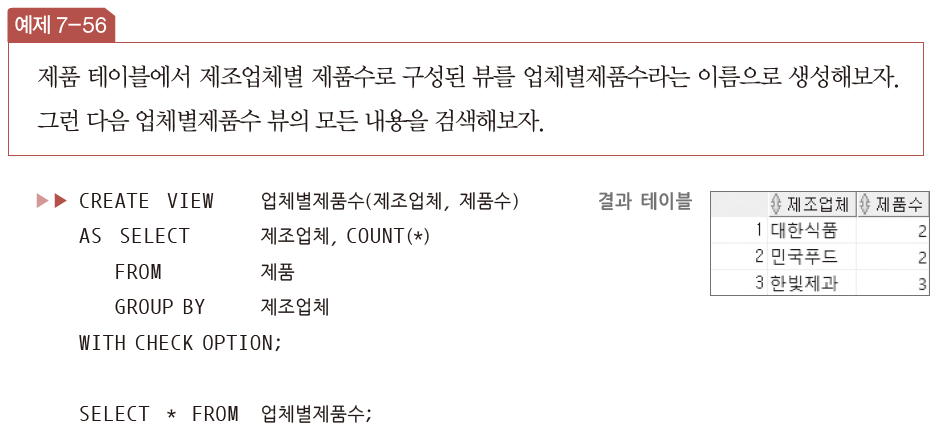 예제 7-56
제품 테이블에서 제조업체별 제품수로 구성된 뷰를 업체별제품수라는 이름으로 생성해보자.
그런 다음 업체별제품수 뷰의 모든 내용을 검색해보자.
▶▶ CREATE VIEW 업체별제품수(제조업체, 제품수)
AS SELECT 제조업체, COUNT(*)
FROM 제품
GROUP BY 제조업체
WITH CHECK OPTION;
SELECT * FROM 업체별제품수;
결과 테이블
제조업체 제품수
1 대한식품 2
2 민국푸드 2
3 한빛제과 3